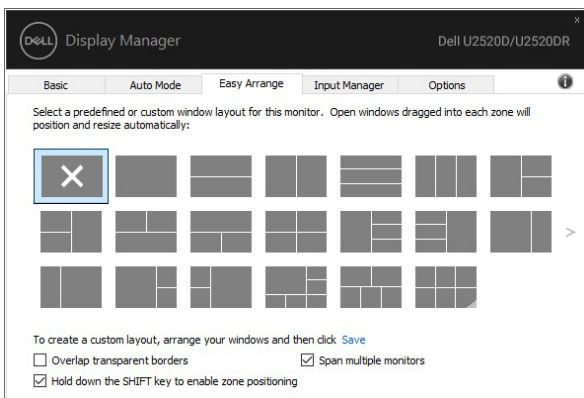 DELL Display Manager Dell U2520D/U2520DR
Basic Auto Mode Easy Arrange Input Manager Options
Select a predefined or custom window layout for this monitor. Open windows dragged into each zone will
position and resize automatically:
To create a custom layout, arrange your windows and then click Save
Overlap transparent borders Span multiple monitors
Hold down the SHIFT key to enable zone positioning